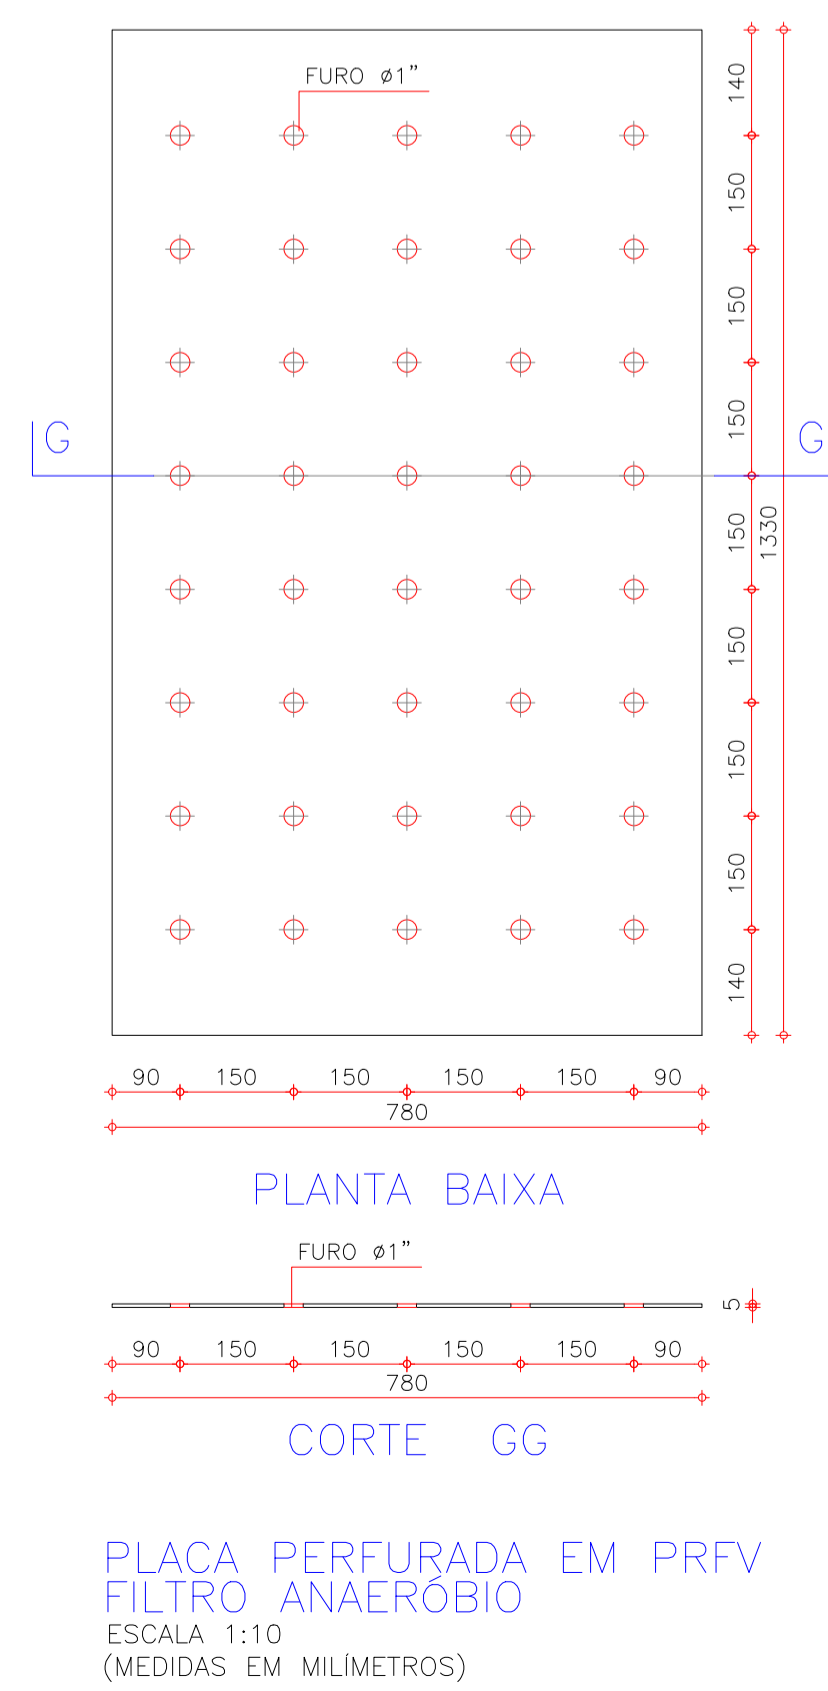 FURO ø1”
140
150
150
150
G
G
150
1330
150
150
150
140
90 150 150 150 150 90
780
PLANTA BAIXA
FURO ø1”
5
90 150 150 150 150 90
780
CORTE GG
PLACA PERFURADA EM PRFV
FILTRO ANAERÓBIO
ESCALA 1:10
(MEDIDAS EM MILÍMETROS)